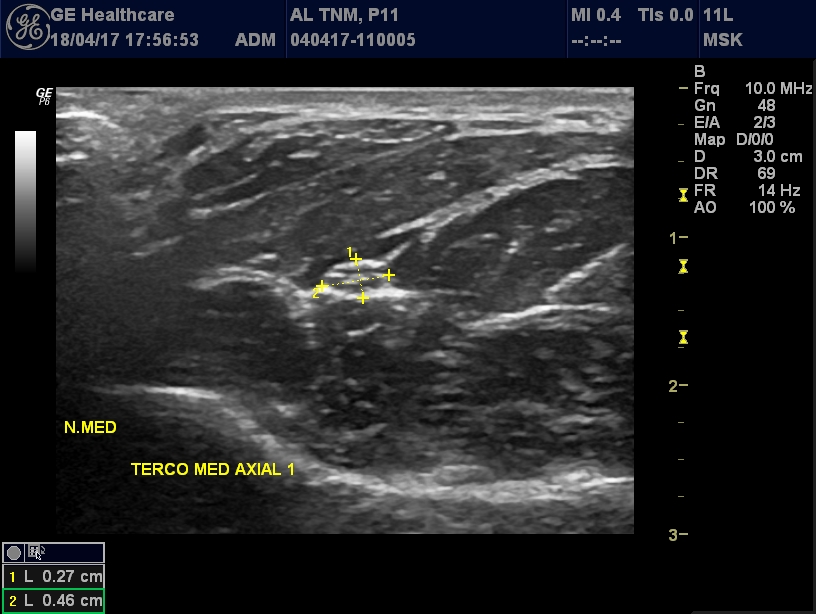 GE Healthcare AL TNM, P11 MI 0.4 TIs 0.0 11L
18/04/17 17:56:53 ADM 040417-110005 --:--:-- MSK
GE
P6
B
Frq 10.0 MHz
Gn 48
E/A 2/3
Map D/0/0
D 3.0 cm
DR 69
FR 14 Hz
AO 100 %
1
2
1
2
3
N.MED
TERCO MED AXIAL 1
1 L 0.27 cm
2 L 0.46 cm